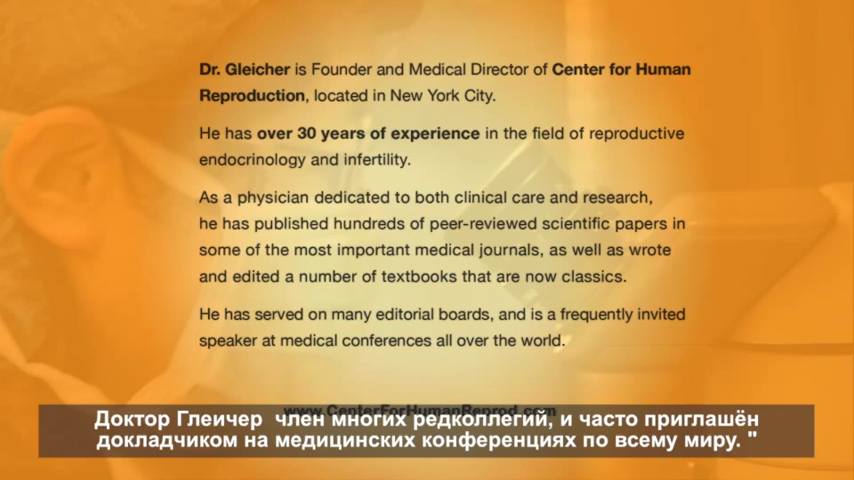 Dr. Gleicher is Founder and Medical Director of Center for Human
Reproduction, located in New York City.
He has over 30 years of experience in the field of reproductive
endocrinology and infertility.
As a physician dedicated to both clinical care and research,
he has published hundreds of peer-reviewed scientific papers in
some of the most important medical journals, as well as wrote
and edited a number of textbooks that are now classics.
He has served on many editorial boards, and is a frequently invited
speaker at medical conferences all over the world.
www.CenterForHumanReprod.com
Доктор Глеичер член многих редколлегий, и часто приглашён
докладчиком на медицинских конференциях по всему миру. "